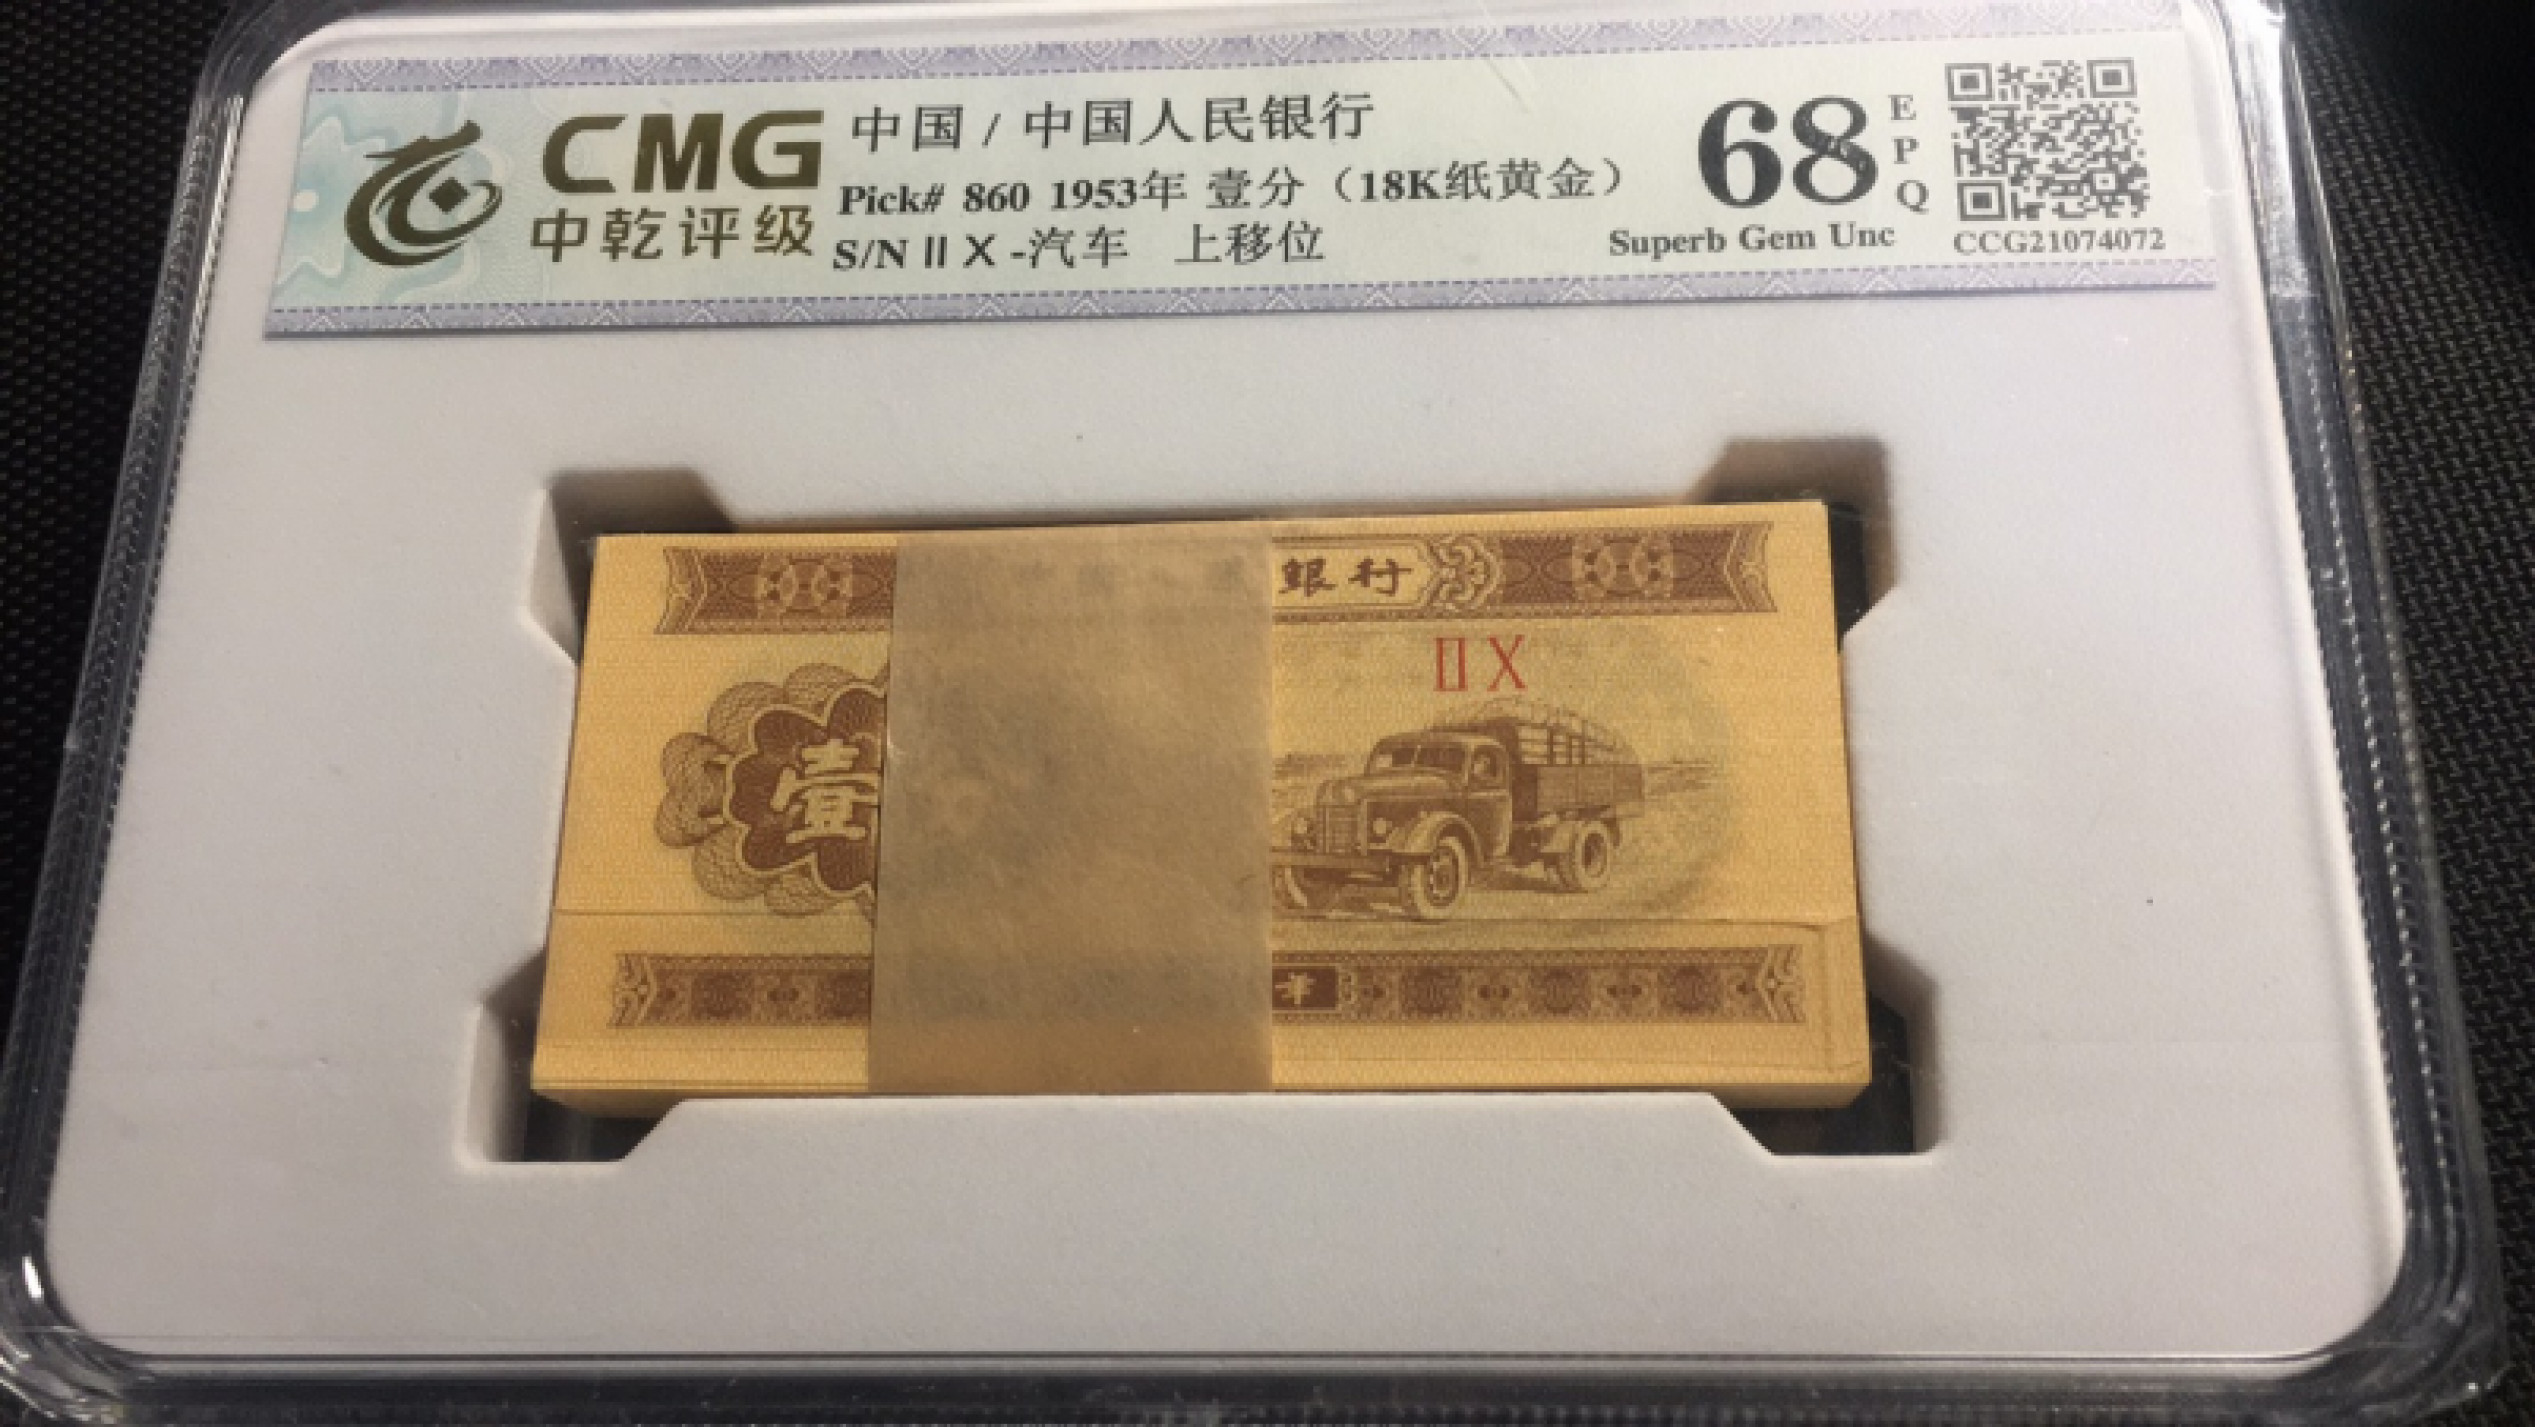 CMG
中乾评级
中国 / 中国人民银行
Pick# 860 1953年 壹分（18K纸黄金）
S/N II X -汽车 上移位
68
EPQ
Superb Gem Unc
CCG21074072
銀行
II X
壹
年